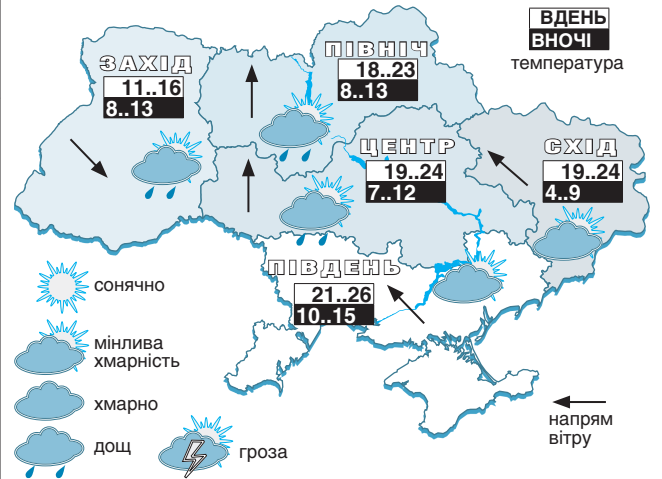 ВДЕНЬ
ВНОЧІ
температура
ЗАХІД
11..16
8..13
ПІВНІЧ
18..23
8..13
ЦЕНТР
19..24
7..12
СХІД
19..24
4..9
ПІВДЕНЬ
21..26
10..15
сонячно
мінлива
хмарність
хмарно
дощ
гроза
напрям
вітру